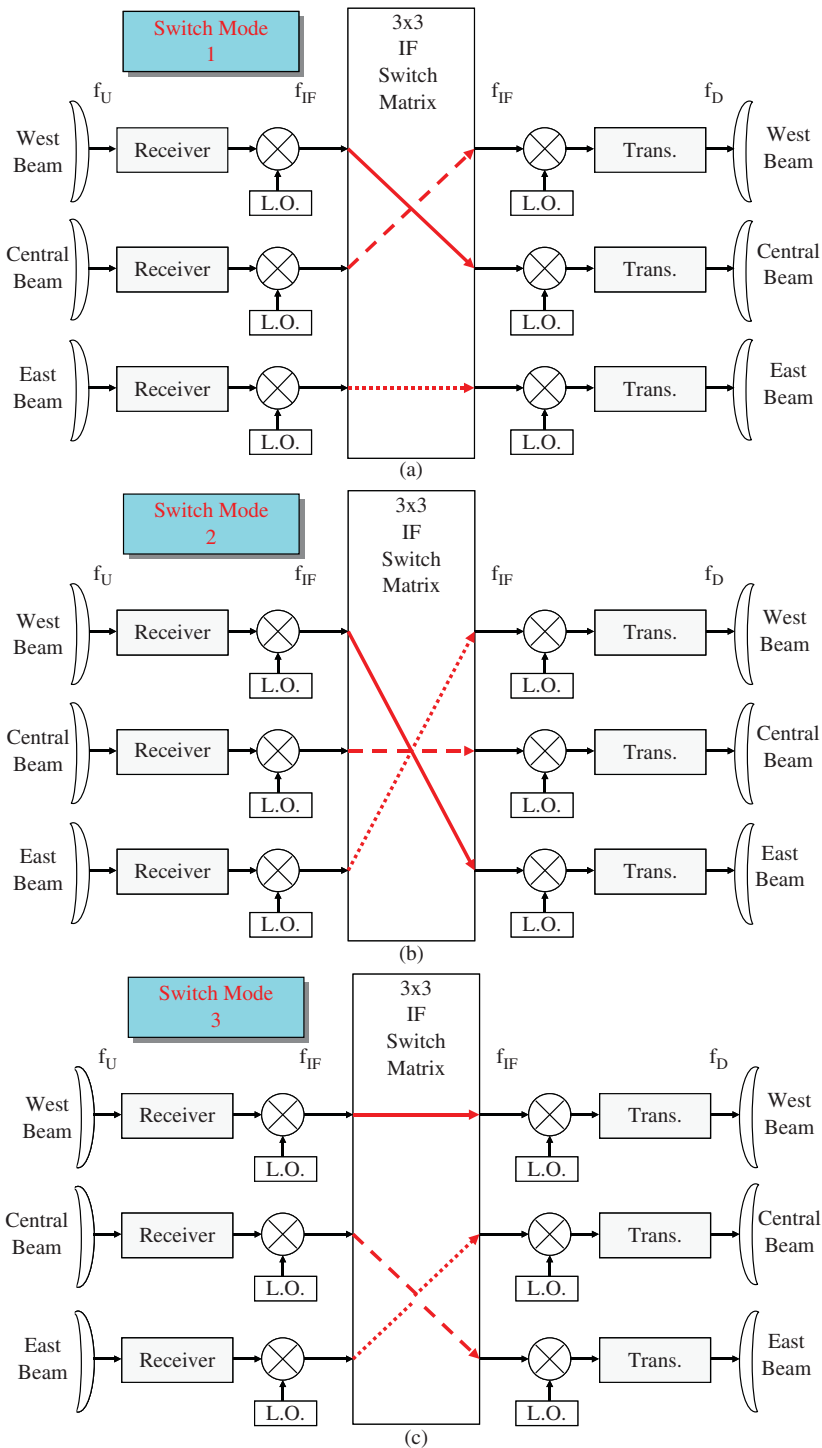 Switch Mode
1
3x3
IF
Switch
Matrix
f_U
f_IF
f_IF
f_D
West
Beam
Receiver
L.O.
L.O.
Trans.
West
Beam
Central
Beam
Receiver
L.O.
L.O.
Trans.
Central
Beam
East
Beam
Receiver
L.O.
L.O.
Trans.
East
Beam
(a)
Switch Mode
2
3x3
IF
Switch
Matrix
f_U
f_IF
f_IF
f_D
West
Beam
Receiver
L.O.
L.O.
Trans.
West
Beam
Central
Beam
Receiver
L.O.
L.O.
Trans.
Central
Beam
East
Beam
Receiver
L.O.
L.O.
Trans.
East
Beam
(b)
Switch Mode
3
3x3
IF
Switch
Matrix
f_U
f_IF
f_IF
f_D
West
Beam
Receiver
L.O.
L.O.
Trans.
West
Beam
Central
Beam
Receiver
L.O.
L.O.
Trans.
Central
Beam
East
Beam
Receiver
L.O.
L.O.
Trans.
East
Beam
(c)